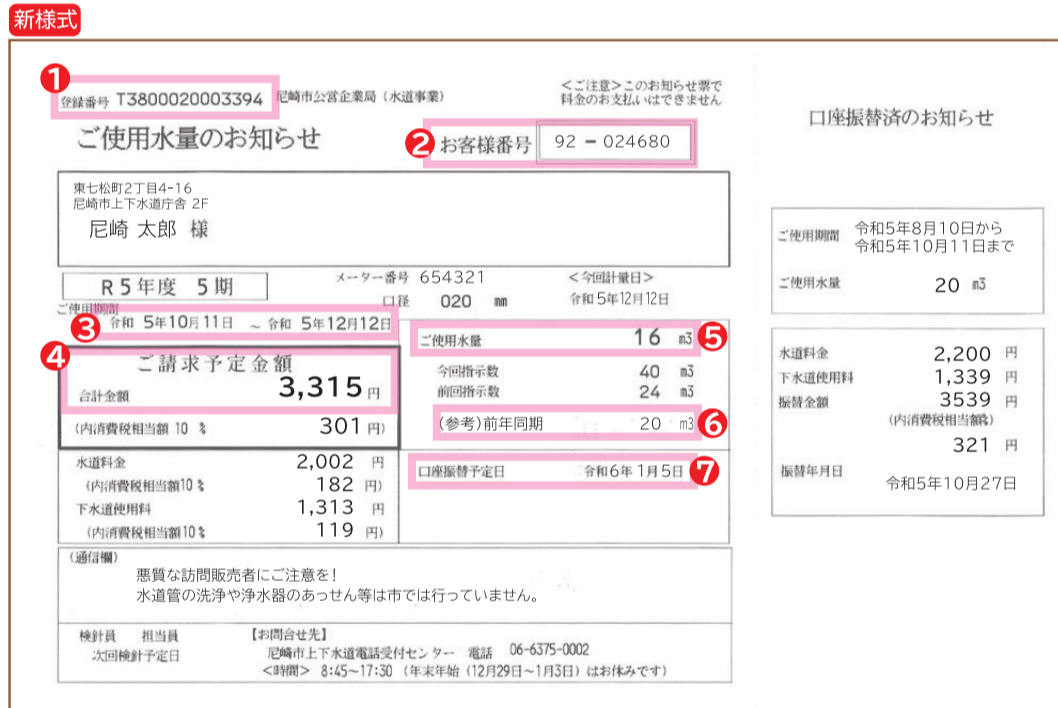 新様式
1
登録番号 T3800020003394 尼崎市公営企業局(水道事業)
<ご注意>このお知らせ票で
料金のお支払いはできません
ご使用水量のお知らせ
2 お客様番号 92 - 024680
東七松町2丁目4-16
尼崎市上下水道庁舎 2F
尼崎 太郎 様
R5年度 5期
メーター番号 654321
口径 020 mm
<今回計量日>
令和5年12月12日
ご使用期間
3 令和 5年10月11日 ~ 令和 5年12月12日
4 ご請求予定金額
合計金額 3,315 円
(内消費税相当額 10 % 301 円)
水道料金 2,002 円
(内消費税相当額10% 182 円)
下水道使用料 1,313 円
(内消費税相当額10% 119 円)
ご使用水量 16 m3 5
今回指示数 40 m3
前回指示数 24 m3
(参考)前年同期 20 m3 6
口座振替予定日 令和6年1月5日 7
(通信欄)
悪質な訪問販売者にご注意を!
水道管の洗浄や浄水器のあっせん等は市では行っていません。
検針員 担当員
次回検針予定日
【お問合せ先】
尼崎市上下水道電話受付センター 電話 06-6375-0002
<時間> 8:45~17:30 (年末年始(12月29日~1月3日)はお休みです)
口座振替済のお知らせ
ご使用期間 令和5年8月10日から
令和5年10月11日まで
ご使用水量 20 m3
水道料金 2,200 円
下水道使用料 1,339 円
振替金額 3539 円
(内消費税相当額)
321 円
振替年月日
令和5年10月27日